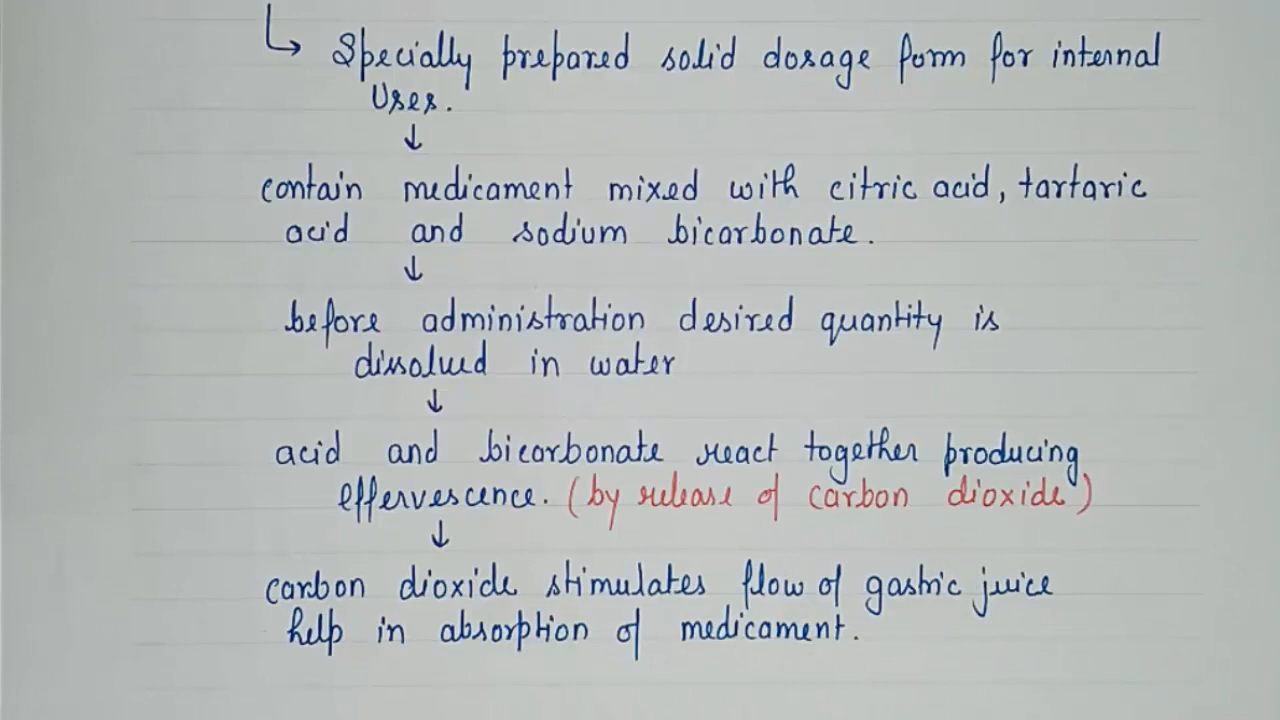 Specially prepared solid dosage form for internal
Uses.
contain medicament mixed with citric acid, tartaric
acid and sodium bicarbonate.
before administration desired quantity is
dissolved in water
acid and bicarbonate react together producing
effervescence. (by release of carbon dioxide)
carbon dioxide stimulates flow of gastric juice
help in absorption of medicament.